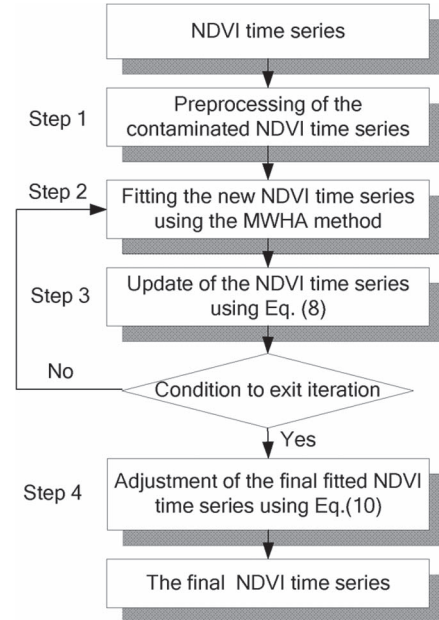 NDVI time series
Step 1
Preprocessing of the
contaminated NDVI time series
Step 2
Fitting the new NDVI time series
using the MWHA method
Step 3
Update of the NDVI time series
using Eq. (8)
No
Condition to exit iteration
Yes
Step 4
Adjustment of the final fitted NDVI
time series using Eq.(10)
The final NDVI time series